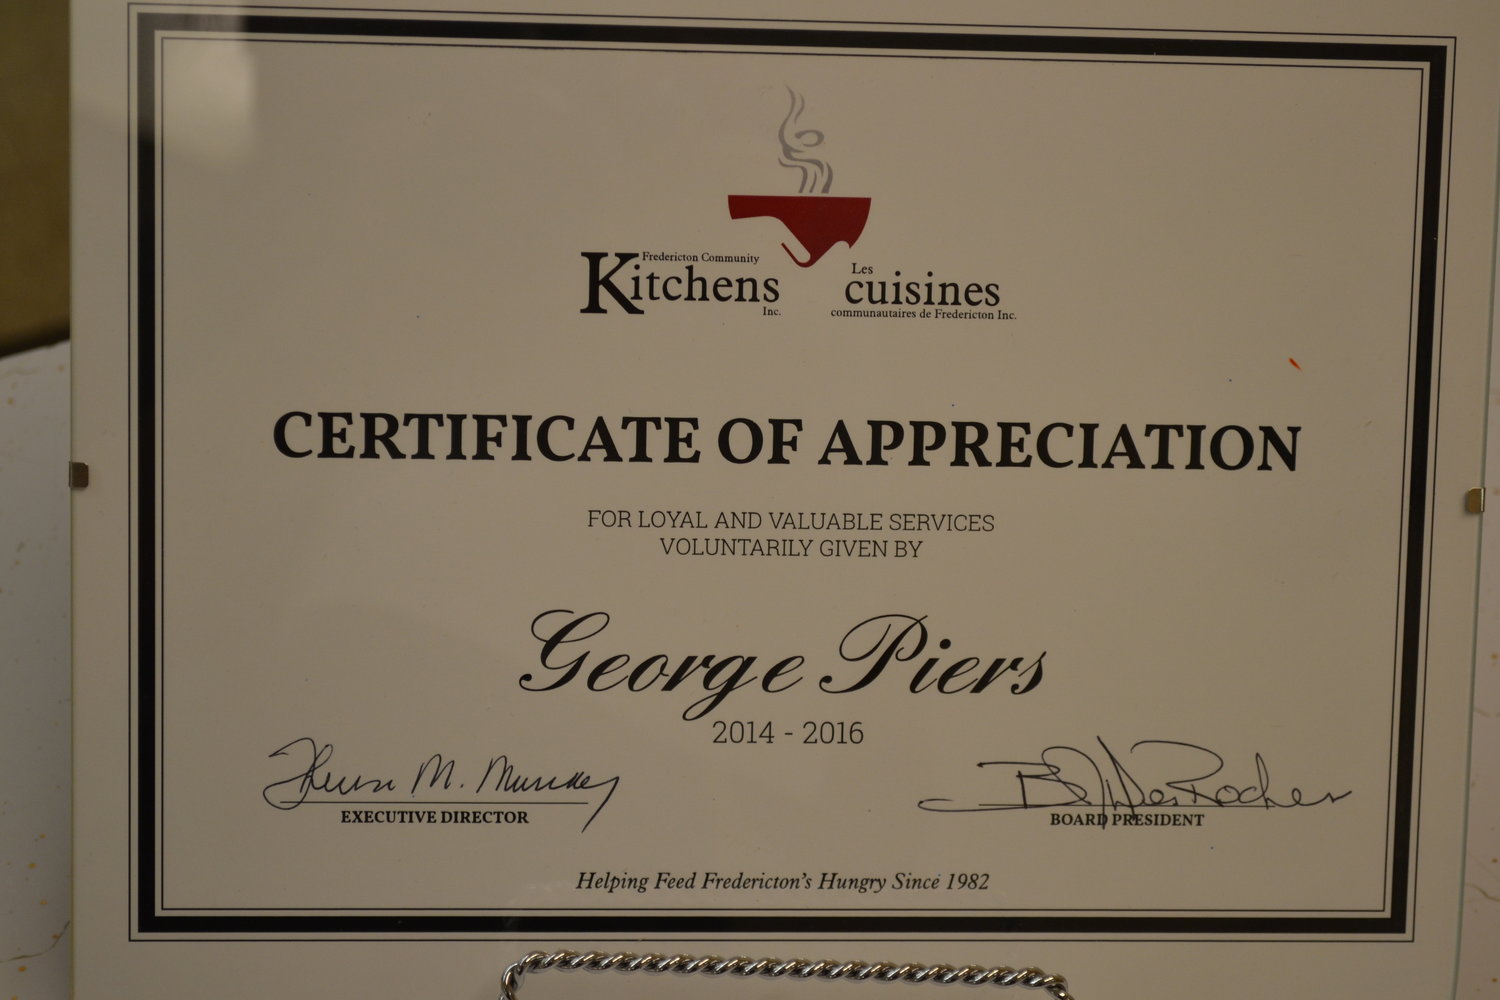 Fredericton Community
Kitchens
Inc.
Les
cuisines
communautaires de Fredericton Inc.
CERTIFICATE OF APPRECIATION
FOR LOYAL AND VALUABLE SERVICES
VOLUNTARILY GIVEN BY
George Piers
2014 - 2016
M.
EXECUTIVE DIRECTOR
BOARD PRESIDENT
Helping Feed Fredericton's Hungry Since 1982